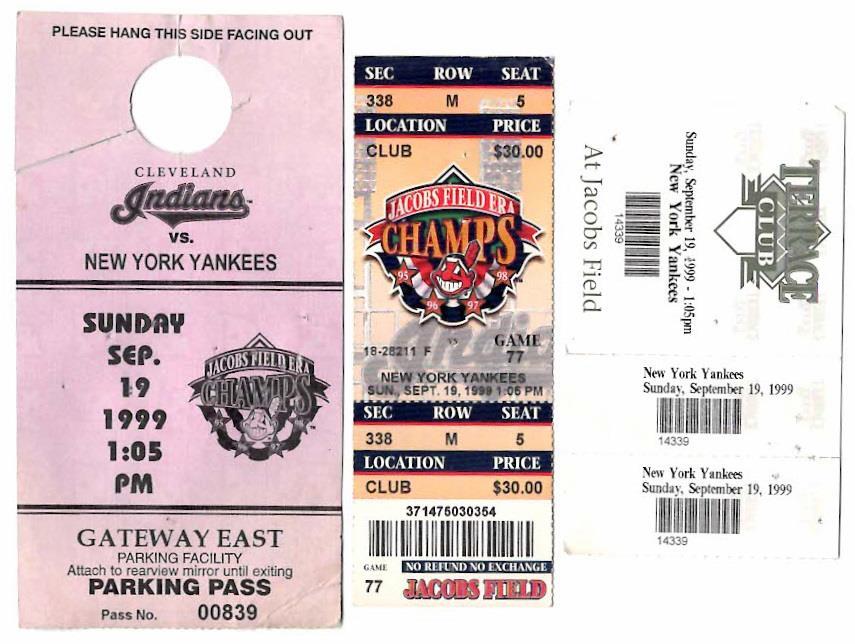 PLEASE HANG THIS SIDE FACING OUT
CLEVELAND
Indians
VS.
NEW YORK YANKEES
SUNDAY
SEP.
19
1999
1:05
PM
JACOBS FIELD ERA
CHAMPS
95 96 97 98
GATEWAY EAST
PARKING FACILITY
Attach to rearview mirror until exiting
PARKING PASS
Pass No. 00839
SEC ROW SEAT
338 M 5
LOCATION PRICE
CLUB $30.00
JACOBS FIELD ERA
CHAMPS
95 96 97 98
Indians
VS GAME
18-28211 F 77
NEW YORK YANKEES
SUN., SEPT. 19, 1999 1:05 PM
SEC ROW SEAT
338 M 5
LOCATION PRICE
CLUB $30.00
371475030354
GAME NO REFUND NO EXCHANGE
77 JACOBS FIELD
TERRACE
CLUB
Sunday, September 19, 1999 - 1:05pm
New York Yankees
14339
At Jacobs Field
New York Yankees
Sunday, September 19, 1999
14339
New York Yankees
Sunday, September 19, 1999
14339